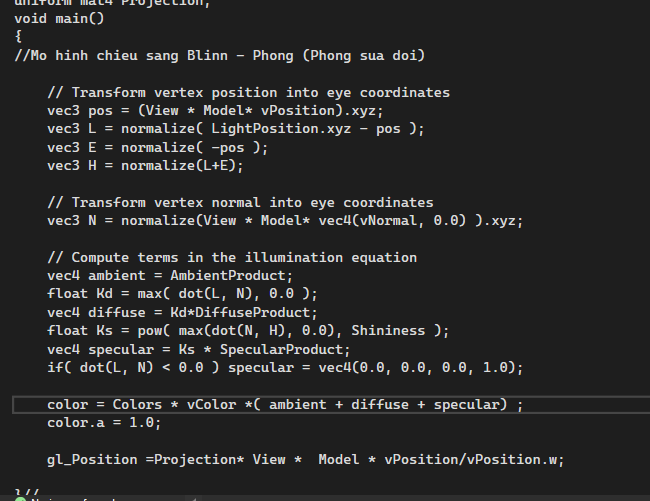 uniform mat4 Projection;
void main()
{
//Mo hinh chieu sang Blinn - Phong (Phong sua doi)
// Transform vertex position into eye coordinates
vec3 pos = (View * Model* vPosition).xyz;
vec3 L = normalize( LightPosition.xyz - pos );
vec3 E = normalize( -pos );
vec3 H = normalize(L+E);
// Transform vertex normal into eye coordinates
vec3 N = normalize(View * Model* vec4(vNormal, 0.0) ).xyz;
// Compute terms in the illumination equation
vec4 ambient = AmbientProduct;
float Kd = max( dot(L, N), 0.0 );
vec4 diffuse = Kd*DiffuseProduct;
float Ks = pow( max(dot(N, H), 0.0), Shininess );
vec4 specular = Ks * SpecularProduct;
if( dot(L, N) < 0.0 ) specular = vec4(0.0, 0.0, 0.0, 1.0);
color = Colors * vColor *( ambient + diffuse + specular) ;
color.a = 1.0;
gl_Position =Projection* View *  Model * vPosition/vPosition.w;
}//